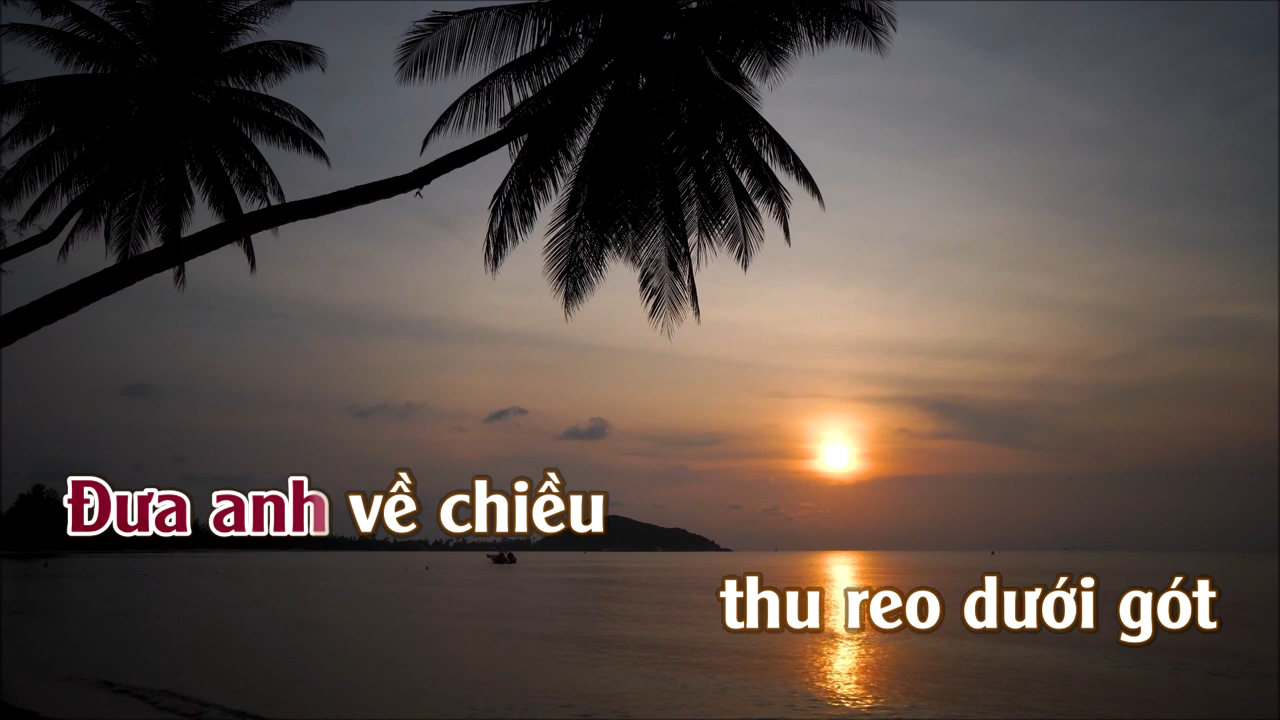 Đưa anh về chiều
thu reo dưới gót